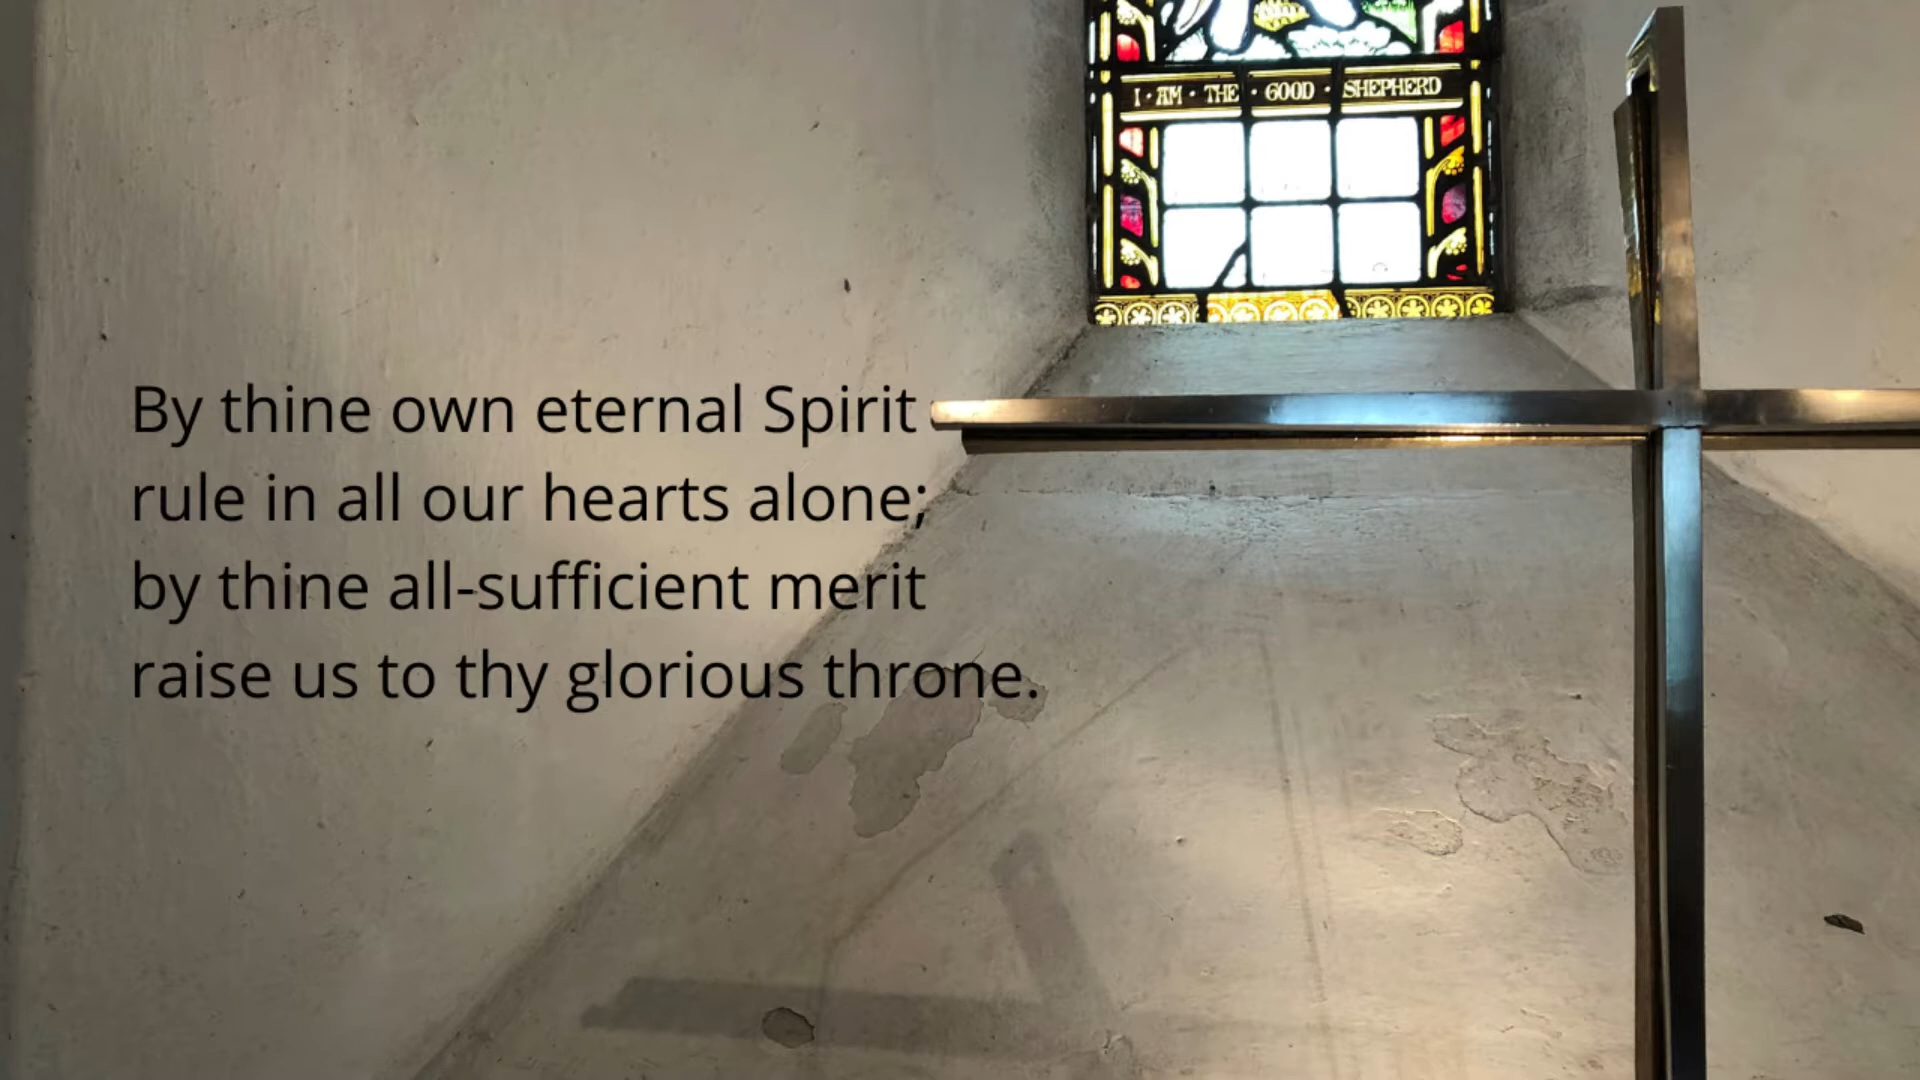 I · AM · THE · GOOD · SHEPHERD
By thine own eternal Spirit
rule in all our hearts alone;
by thine all-sufficient merit
raise us to thy glorious throne.